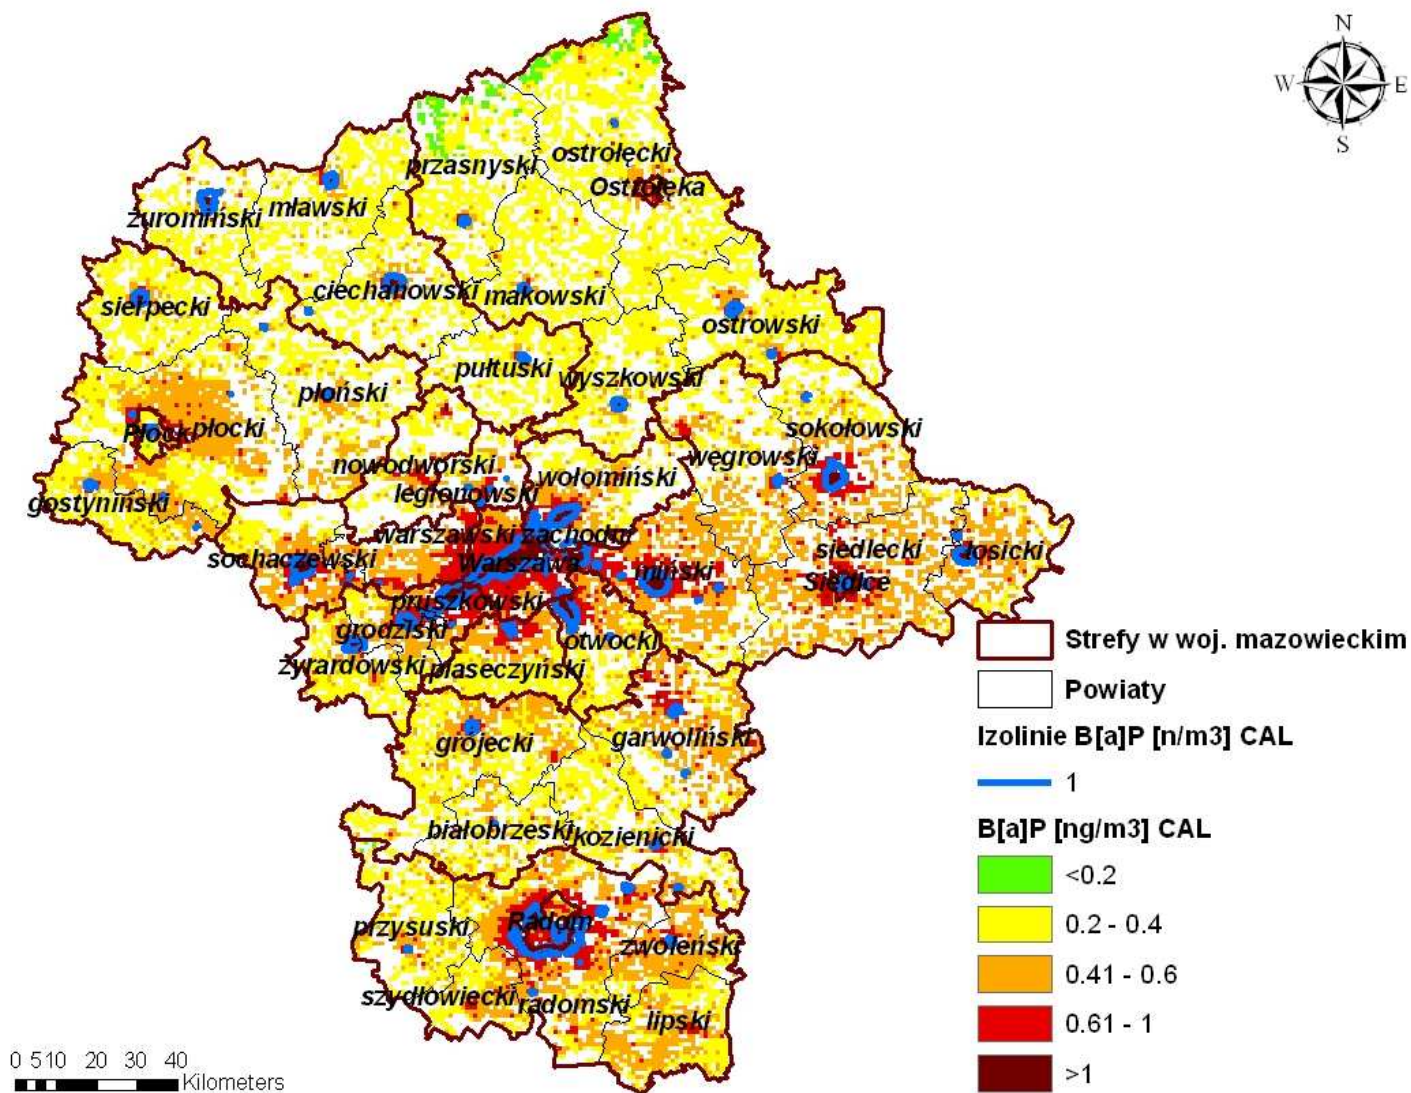 N
W E
S
ostrołęcki
przasnyski
Ostrołęka
mławski
żuromiński
ciechanowski
makowski
sierpecki
ostrowski
pułtuski
wyszkowski
płoński
sokołowski
Płock
płocki
węgrowski
nowodworski
wołomiński
legionowski
gostyniński
warszawski zachodni
sochaczewski
siedlecki
łosicki
Warszawa
miński
Siedlce
pruszkowski
grodziski
otwocki
żyrardowski
piaseczyński
grójecki
garwoliński
białobrzeski
kozienicki
Radom
przysuski
zwoleński
szydłowiecki
radomski
lipski
Strefy w woj. mazowieckim
Powiaty
Izolinie B[a]P [n/m3] CAL
1
B[a]P [ng/m3] CAL
<0.2
0.2 - 0.4
0.41 - 0.6
0.61 - 1
>1
0 5 10 20 30 40
Kilometers